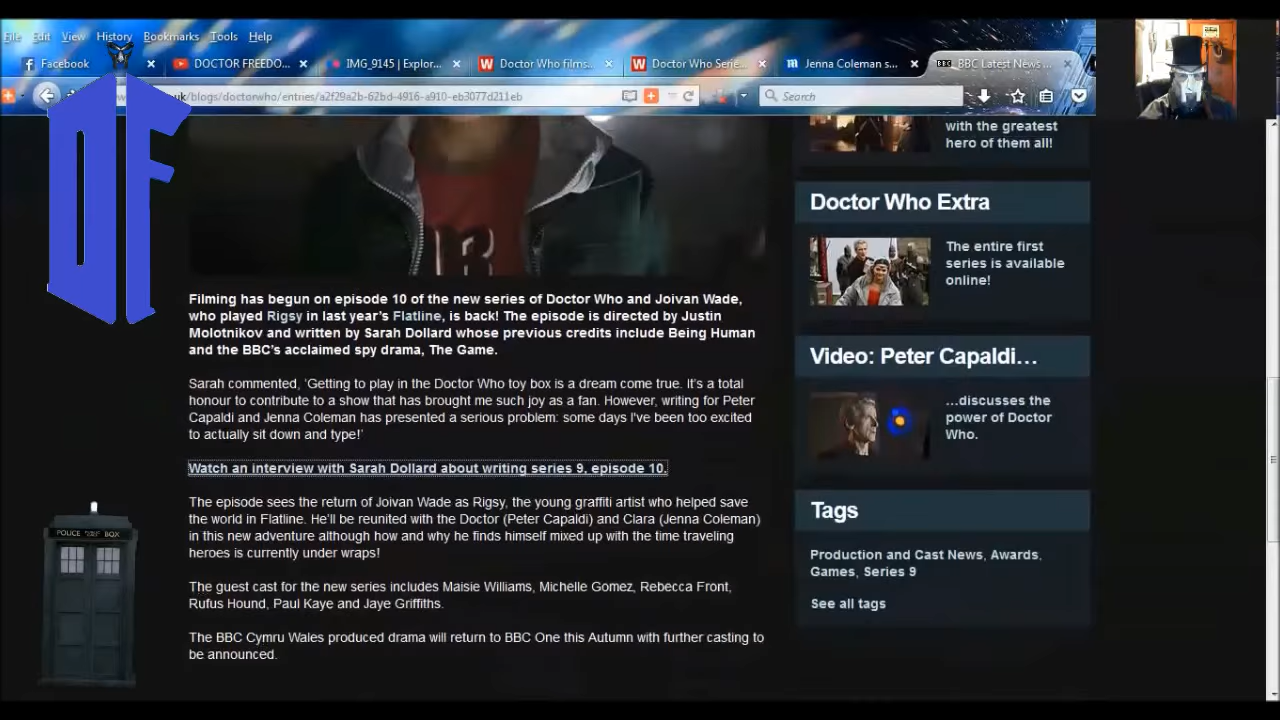 File Edit View History Bookmarks Tools Help
Facebook
DOCTOR FREEDO...
IMG_9145 | Explor...
Doctor Who films...
Doctor Who Serie...
Jenna Coleman s...
BBC Latest News ...
uk/blogs/doctorwho/entries/a2f29a2b-62bd-4916-a910-eb3077d211eb
Search
DF
with the greatest
hero of them all!
13
Doctor Who Extra
The entire first
series is available
online!
Filming has begun on episode 10 of the new series of Doctor Who and Joivan Wade,
who played Rigsy in last year's Flatline, is back! The episode is directed by Justin
Molotnikov and written by Sarah Dollard whose previous credits include Being Human
and the BBC's acclaimed spy drama, The Game.
Sarah commented, 'Getting to play in the Doctor Who toy box is a dream come true. It's a total
honour to contribute to a show that has brought me such joy as a fan. However, writing for Peter
Capaldi and Jenna Coleman has presented a serious problem: some days I've been too excited
to actually sit down and type!'
Watch an interview with Sarah Dollard about writing series 9, episode 10.
The episode sees the return of Joivan Wade as Rigsy, the young graffiti artist who helped save
the world in Flatline. He'll be reunited with the Doctor (Peter Capaldi) and Clara (Jenna Coleman)
in this new adventure although how and why he finds himself mixed up with the time traveling
heroes is currently under wraps!
The guest cast for the new series includes Maisie Williams, Michelle Gomez, Rebecca Front,
Rufus Hound, Paul Kaye and Jaye Griffiths.
The BBC Cymru Wales produced drama will return to BBC One this Autumn with further casting to
be announced.
Video: Peter Capaldi...
...discusses the
power of Doctor
Who.
Tags
Production and Cast News, Awards,
Games, Series 9
See all tags
POLICE BOX